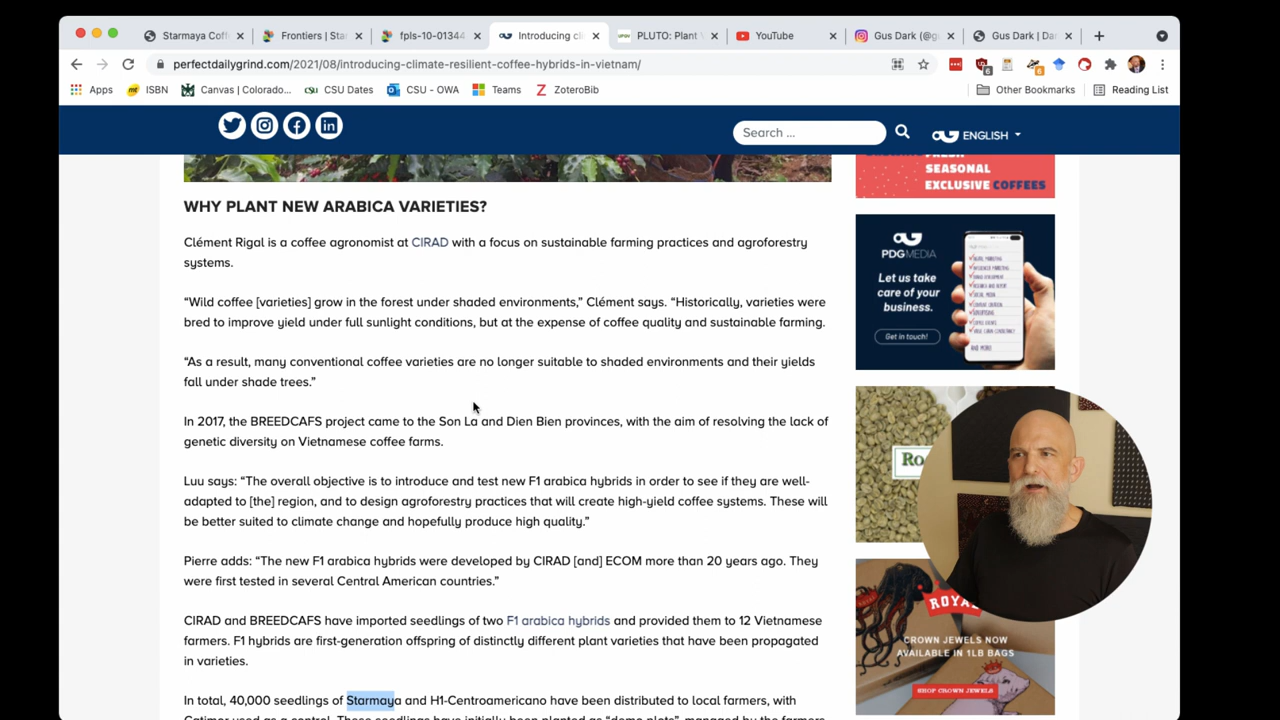 Starmaya Coff
Frontiers | Star
fpls-10-01344
Introducing cli
UPOV
PLUTO: Plant V
YouTube
Gus Dark (@g
Gus Dark | Da
perfectdailygrind.com/2021/08/introducing-climate-resilient-coffee-hybrids-in-vietnam/
6
6
Apps
ISBN
Canvas | Colorado...
CSU Dates
CSU - OWA
Teams
ZoteroBib
Other Bookmarks
Reading List
Search ...
ENGLISH
SEASONAL
EXCLUSIVE COFFEES
WHY PLANT NEW ARABICA VARIETIES?
Clément Rigal is a coffee agronomist at CIRAD with a focus on sustainable farming practices and agroforestry
systems.
“Wild coffee [varieties] grow in the forest under shaded environments,” Clément says. “Historically, varieties were
bred to improve yield under full sunlight conditions, but at the expense of coffee quality and sustainable farming.
“As a result, many conventional coffee varieties are no longer suitable to shaded environments and their yields
fall under shade trees.”
In 2017, the BREEDCAFS project came to the Son La and Dien Bien provinces, with the aim of resolving the lack of
genetic diversity on Vietnamese coffee farms.
Luu says: “The overall objective is to introduce and test new F1 arabica hybrids in order to see if they are well-
adapted to [the] region, and to design agroforestry practices that will create high-yield coffee systems. These will
be better suited to climate change and hopefully produce high quality.”
Pierre adds: “The new F1 arabica hybrids were developed by CIRAD [and] ECOM more than 20 years ago. They
were first tested in several Central American countries.”
CIRAD and BREEDCAFS have imported seedlings of two F1 arabica hybrids and provided them to 12 Vietnamese
farmers. F1 hybrids are first-generation offspring of distinctly different plant varieties that have been propagated
in varieties.
In total, 40,000 seedlings of Starmaya and H1-Centroamericano have been distributed to local farmers, with
Catimor used as a control. These seedlings have initially been planted as “demo plots”, managed by the farmers
PDGMEDIA
Let us take
care of your
business.
Get in touch!
DIGITAL MARKETING
SOCIAL MEDIA
AND MORE!
Ro
ROYAL
CROWN JEWELS NOW
AVAILABLE IN 1LB BAGS
SHOP CROWN JEWELS